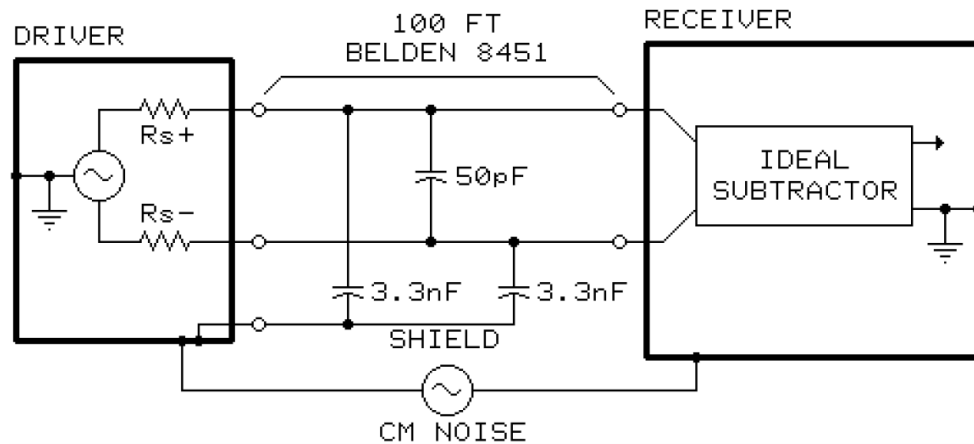 100 FT
BELDEN 8451
RECEIVER
DRIVER
Rs+
IDEAL
SUBTRACTOR
50pF
Rs-
3.3nF
3.3nF
SHIELD
CM NOISE